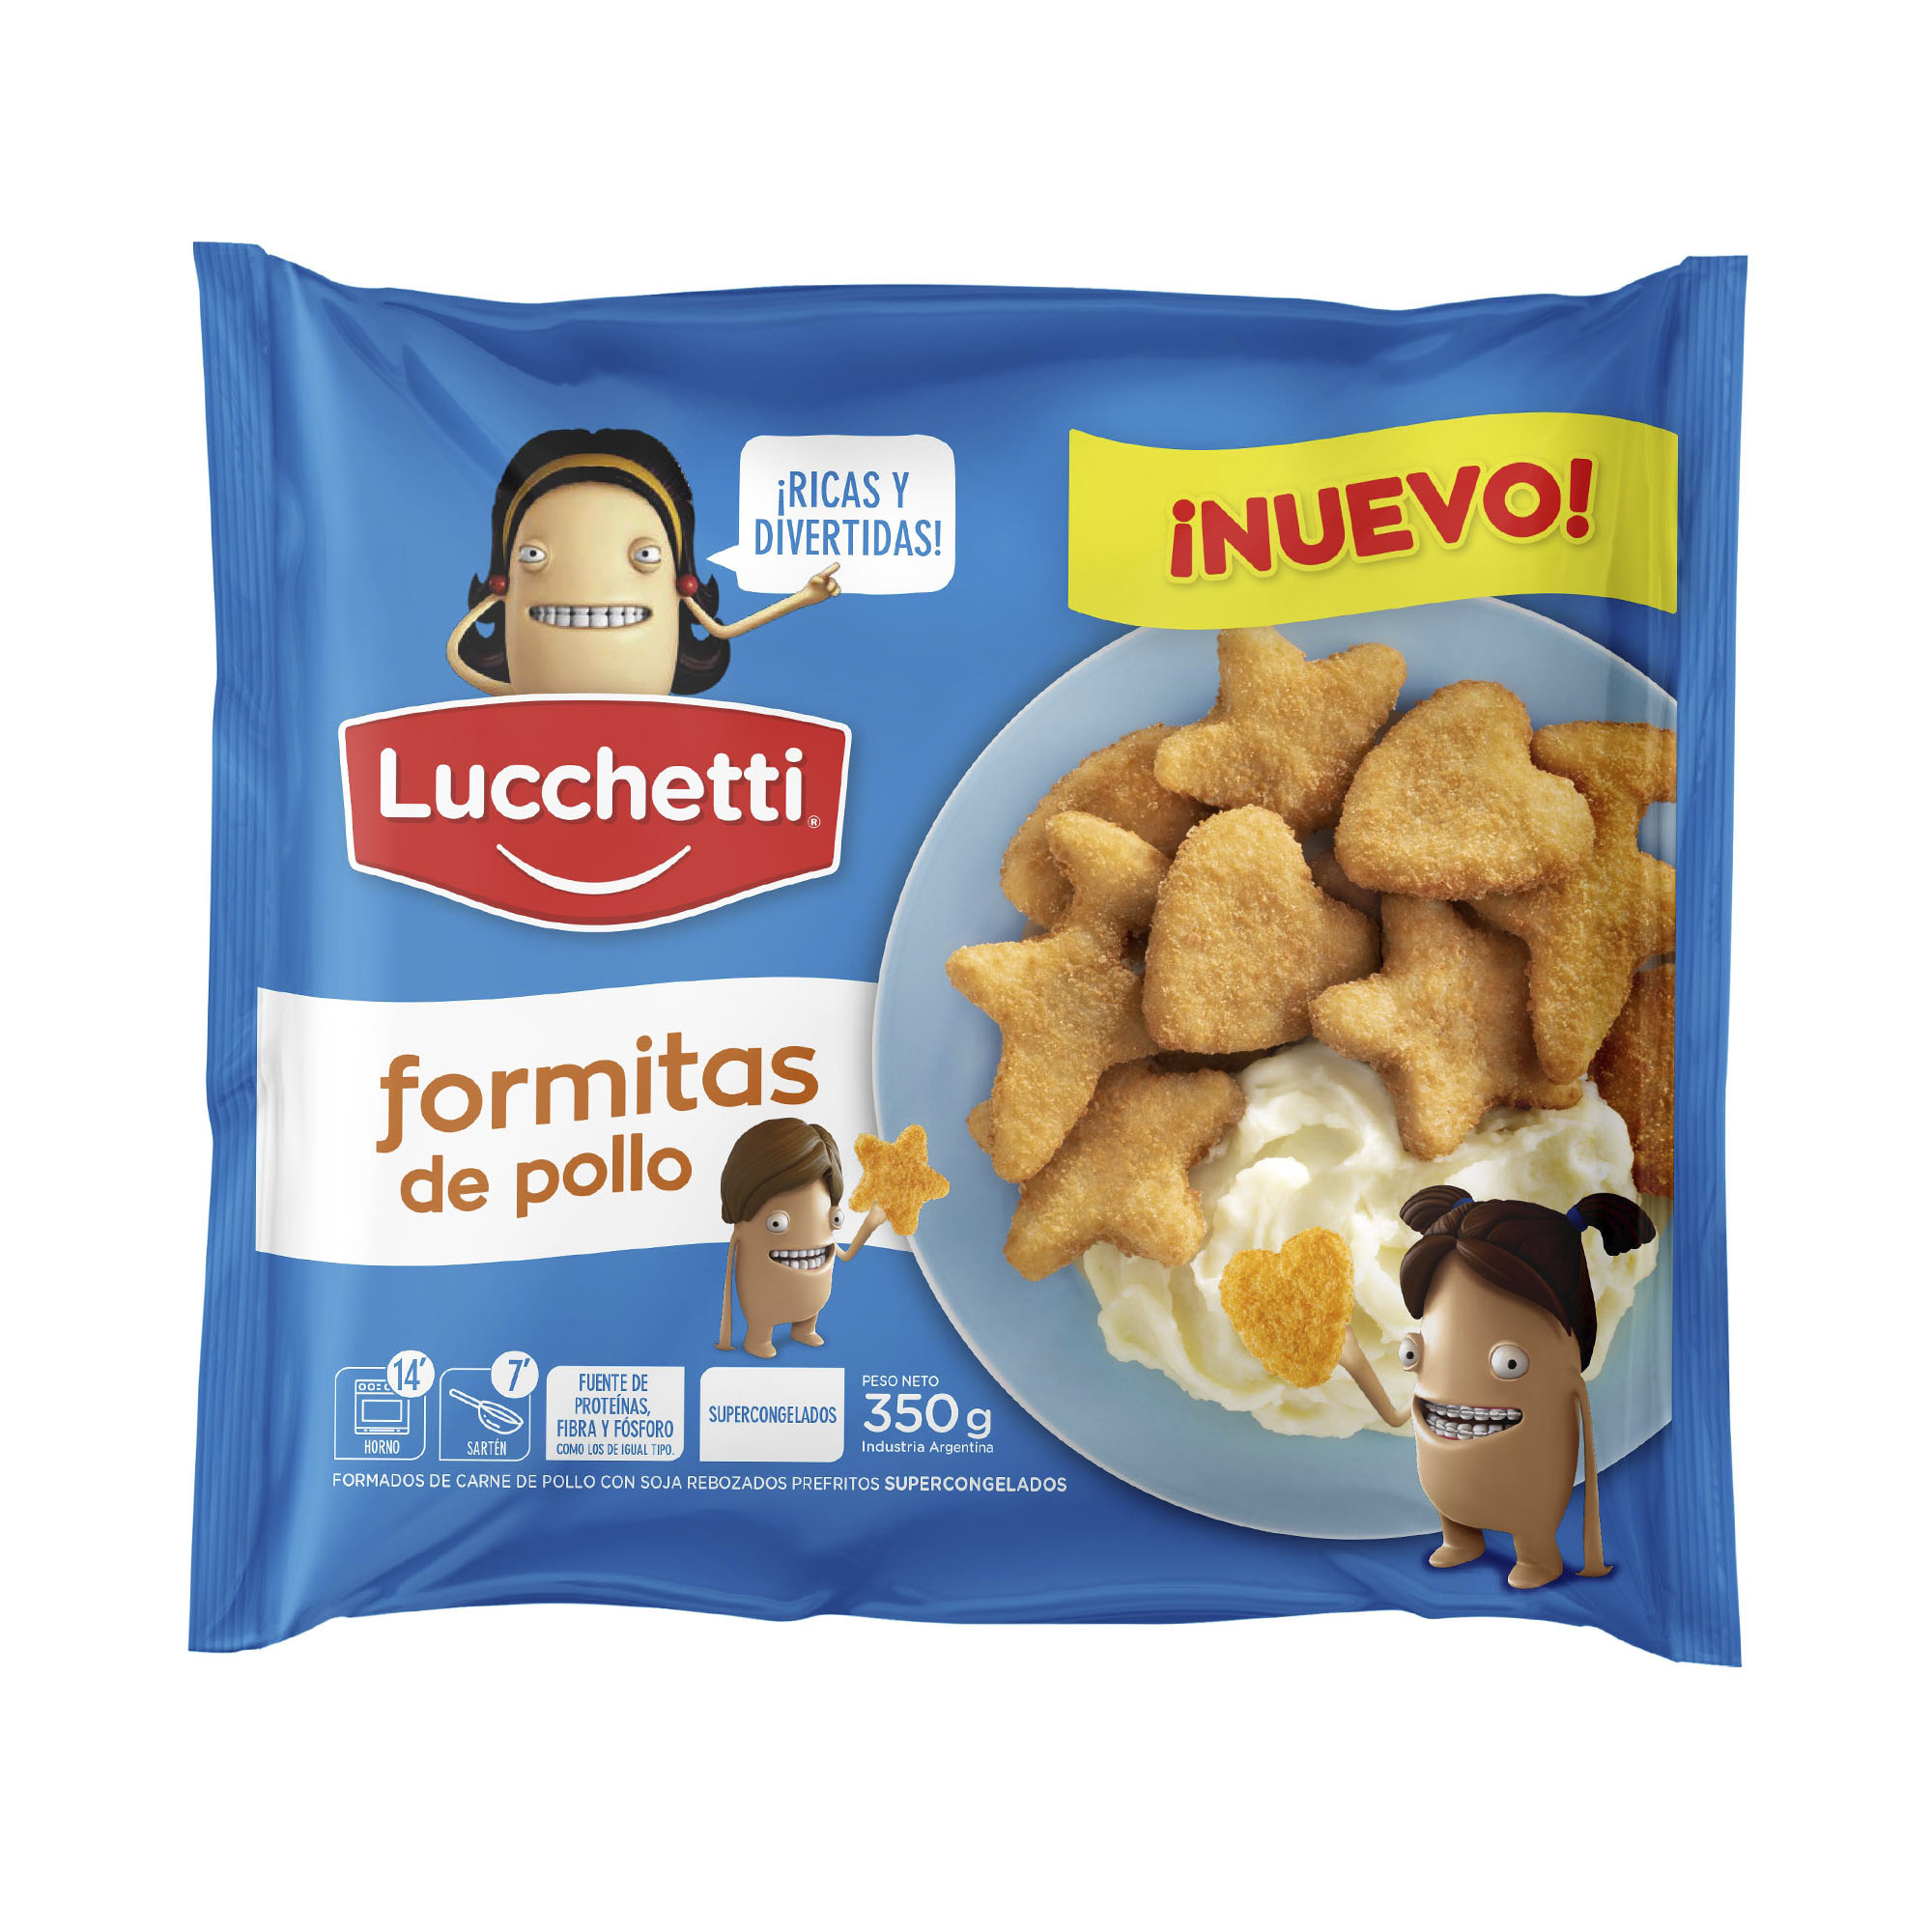 ¡RICAS Y
DIVERTIDAS!
¡NUEVO!
Lucchetti®
formitas
de pollo
14'
HORNO
7'
SARTÉN
FUENTE DE
PROTEÍNAS,
FIBRA Y FÓSFORO
COMO LOS DE IGUAL TIPO.
SUPERCONGELADOS
PESO NETO
350 g
Industria Argentina
FORMADOS DE CARNE DE POLLO CON SOJA REBOZADOS PREFRITOS SUPERCONGELADOS